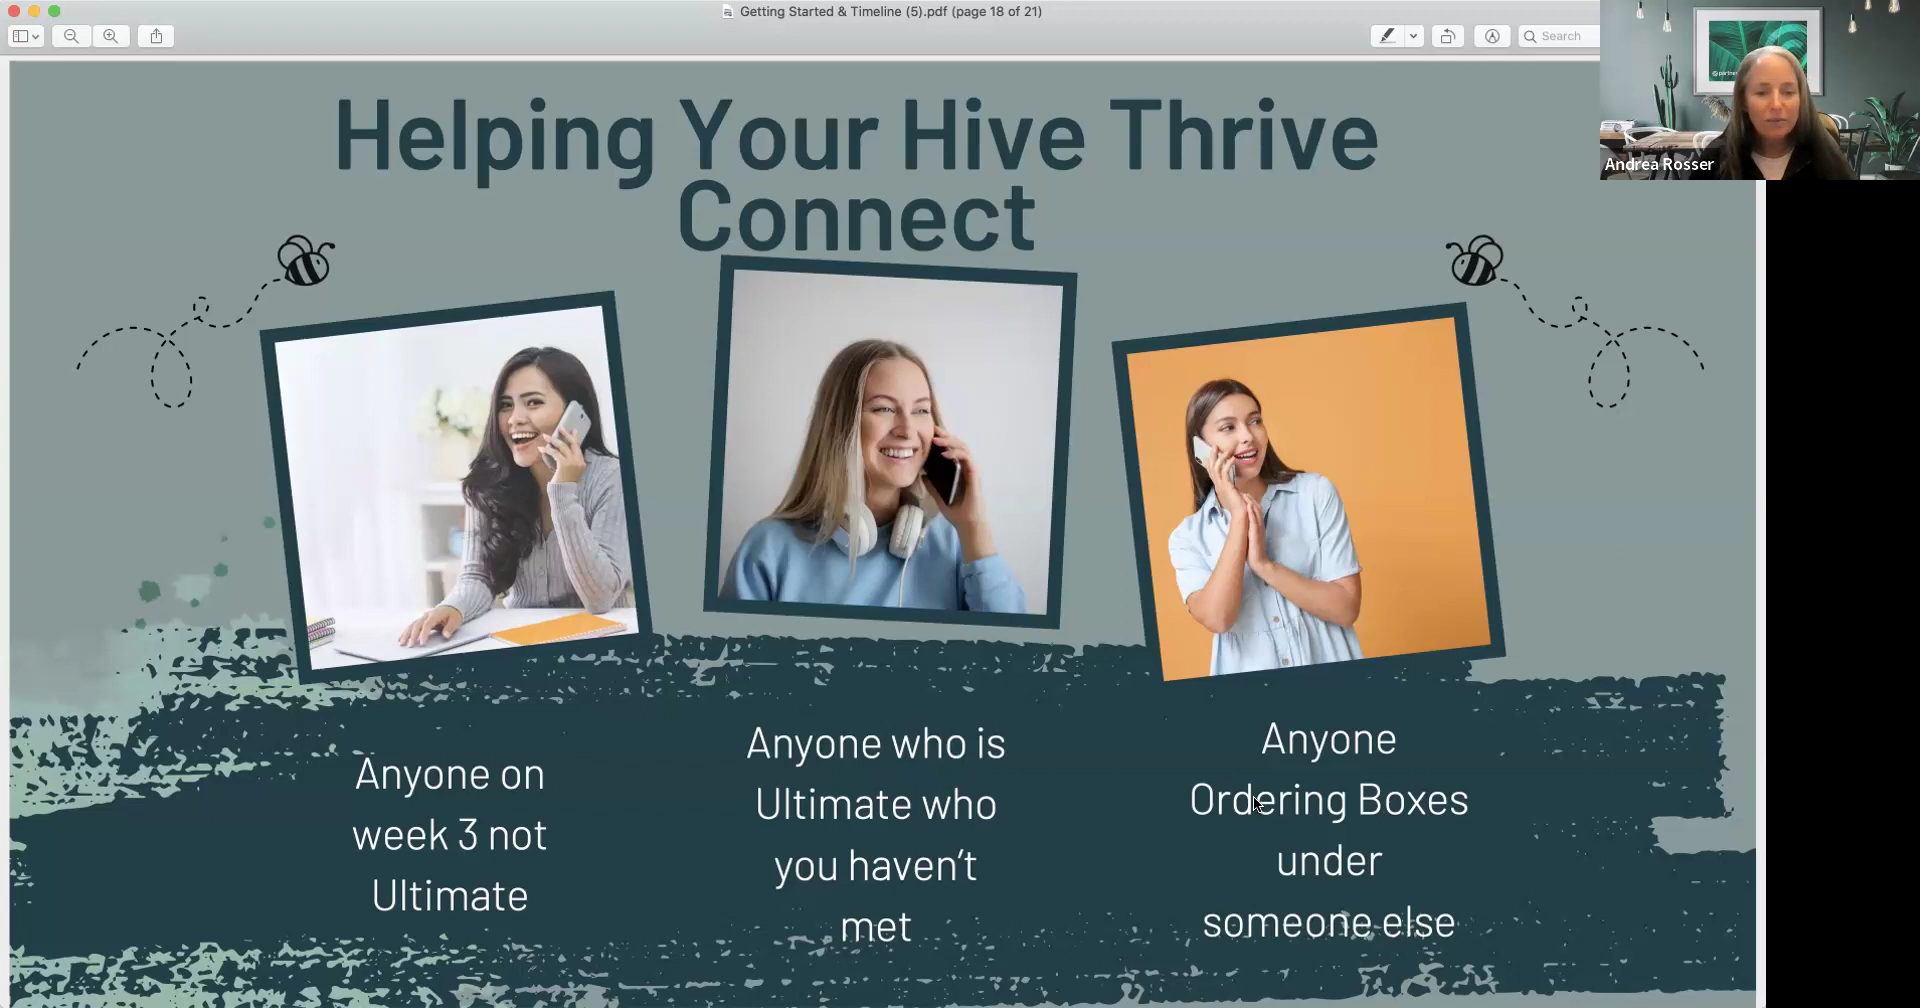 Getting Started & Timeline (5).pdf (page 18 of 21)
Search
Andrea Rosser
Helping Your Hive Thrive
Connect
Anyone on
week 3 not
Ultimate
Anyone who is
Ultimate who
you haven't
met
Anyone
Ordering Boxes
under
someone else